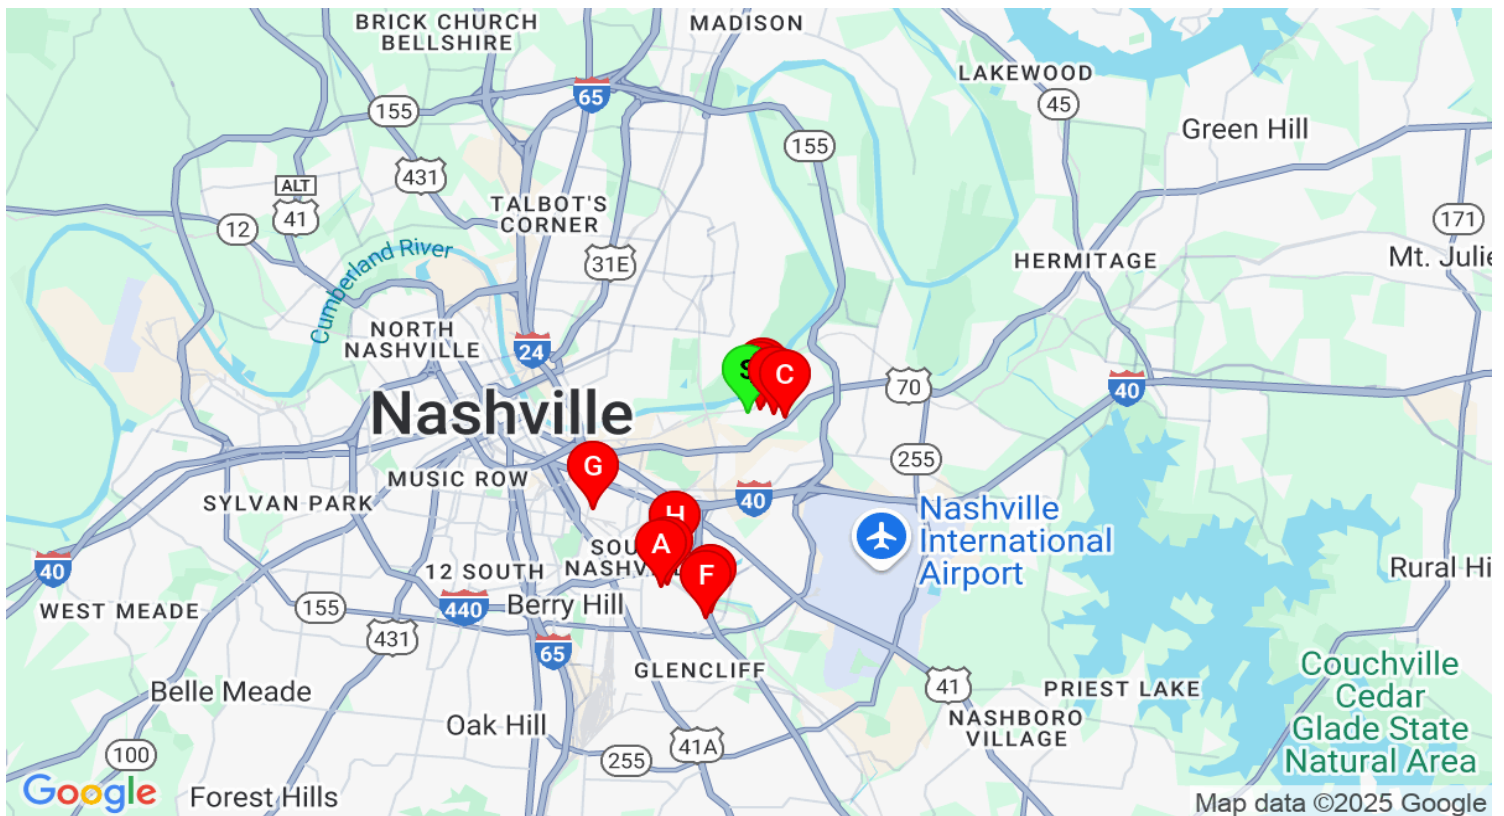 BRICK CHURCH
BELLSHIRE
MADISON
LAKEWOOD
65
155
45
Green Hill
155
431
ALT
41
TALBOT'S
CORNER
12
171
Cumberland River
31E
HERMITAGE
Mt. Julie
NORTH
NASHVILLE
24
C
70
40
Nashville
G
255
MUSIC ROW
SYLVAN PARK
40
Nashville
International
Airport
H
A
SOU
NASHVIL
F
40
12 SOUTH
Rural Hi
WEST MEADE
155
440
Berry Hill
431
65
GLENCLIFF
Couchville
Cedar
Glade State
Natural Area
Belle Meade
41
PRIEST LAKE
Oak Hill
NASHBORO
VILLAGE
100
255
41A
Google
Forest Hills
Map data ©2025 Google